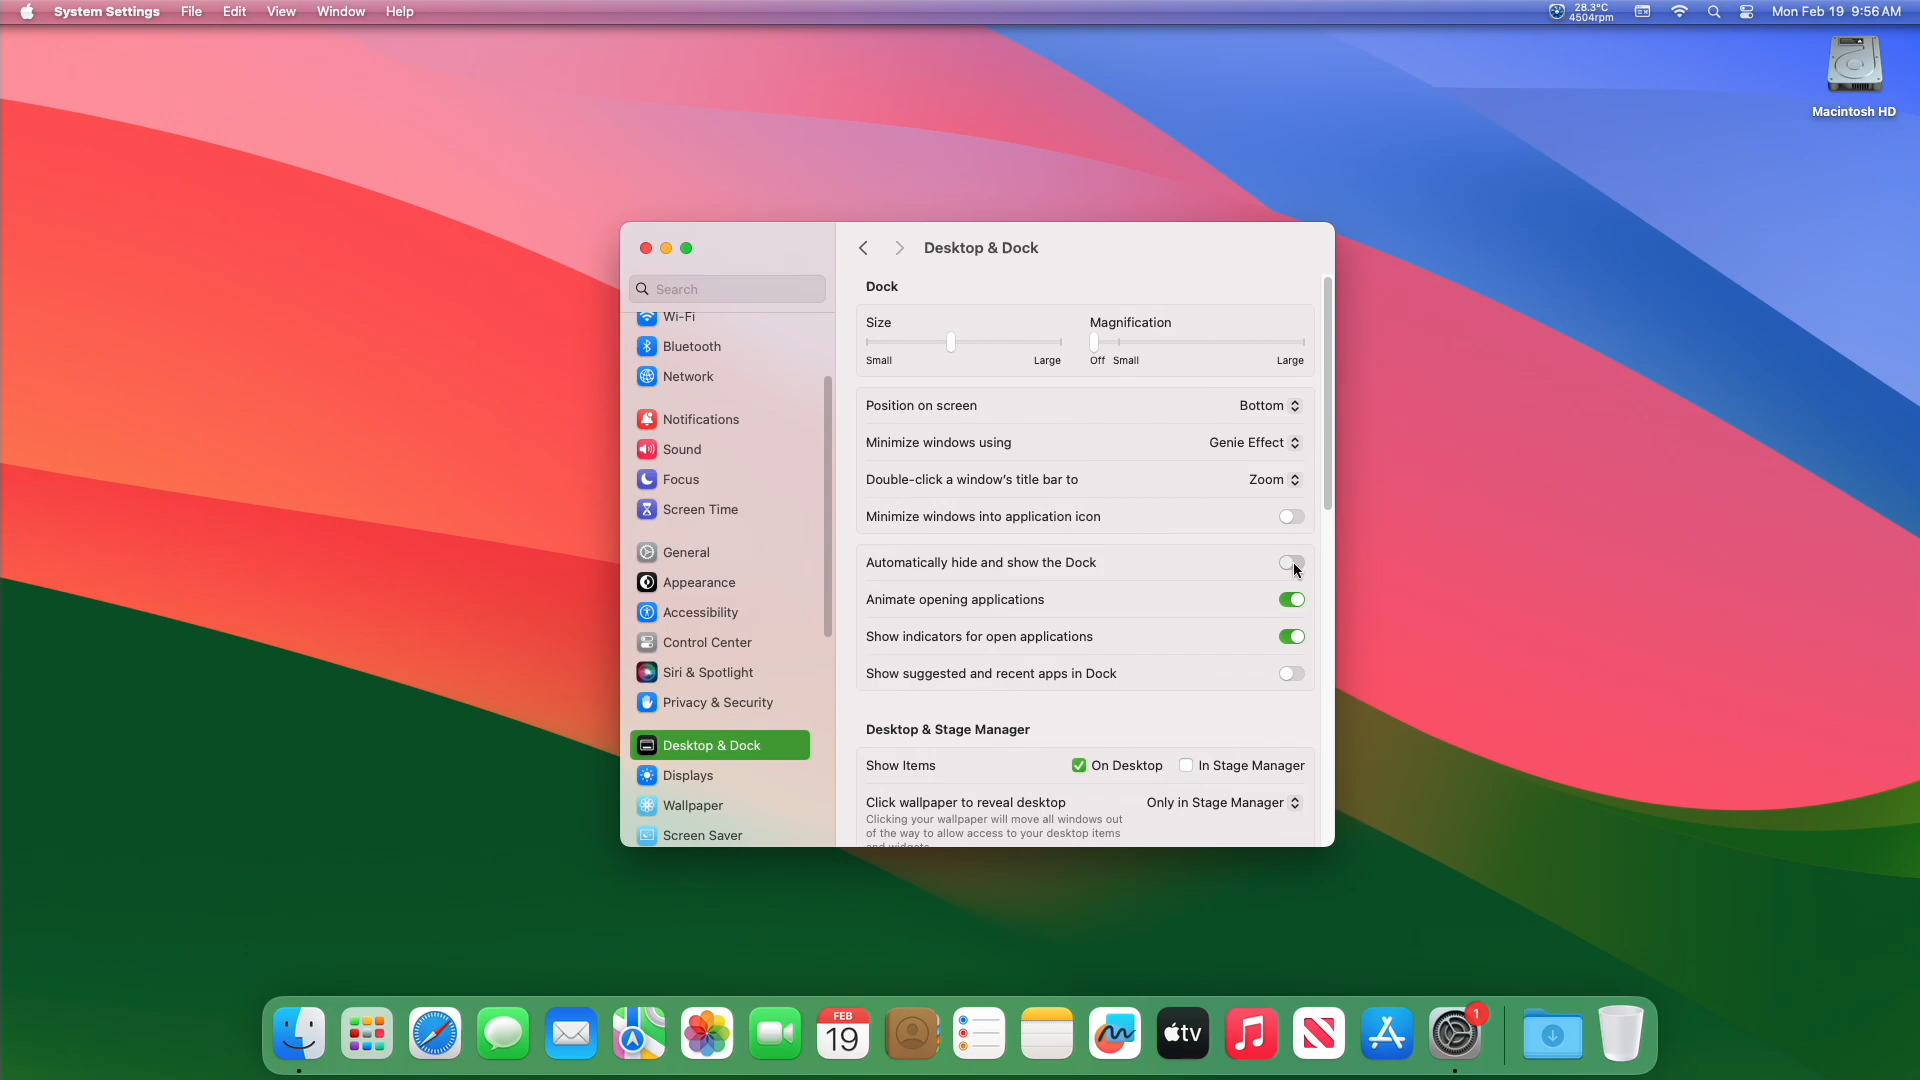 System Settings File Edit View Window Help
28.3°C
4504rpm
Mon Feb 19 9:56 AM
Macintosh HD
Search
Wi-Fi
Bluetooth
Network
Notifications
Sound
Focus
Screen Time
General
Appearance
Accessibility
Control Center
Siri & Spotlight
Privacy & Security
Desktop & Dock
Displays
Wallpaper
Screen Saver
Desktop & Dock
Dock
Size Magnification
Small Large Off Small Large
Position on screen Bottom
Minimize windows using Genie Effect
Double-click a window's title bar to Zoom
Minimize windows into application icon
Automatically hide and show the Dock
Animate opening applications
Show indicators for open applications
Show suggested and recent apps in Dock
Desktop & Stage Manager
Show Items On Desktop In Stage Manager
Click wallpaper to reveal desktop Only in Stage Manager
Clicking your wallpaper will move all windows out
of the way to allow access to your desktop items
and widgets.
FEB
19
tv
1